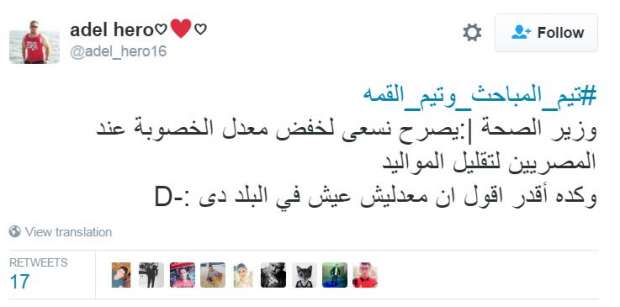 adel hero♡❤♡
@adel_hero16
Follow
#تيم_المباحث_وتيم_القمه
وزير الصحة |:يصرح نسعى لخفض معدل الخصوبة عند
المصريين لتقليل المواليد
وكده أقدر اقول ان معدليش عيش في البلد دى :-D
View translation
RETWEETS
17